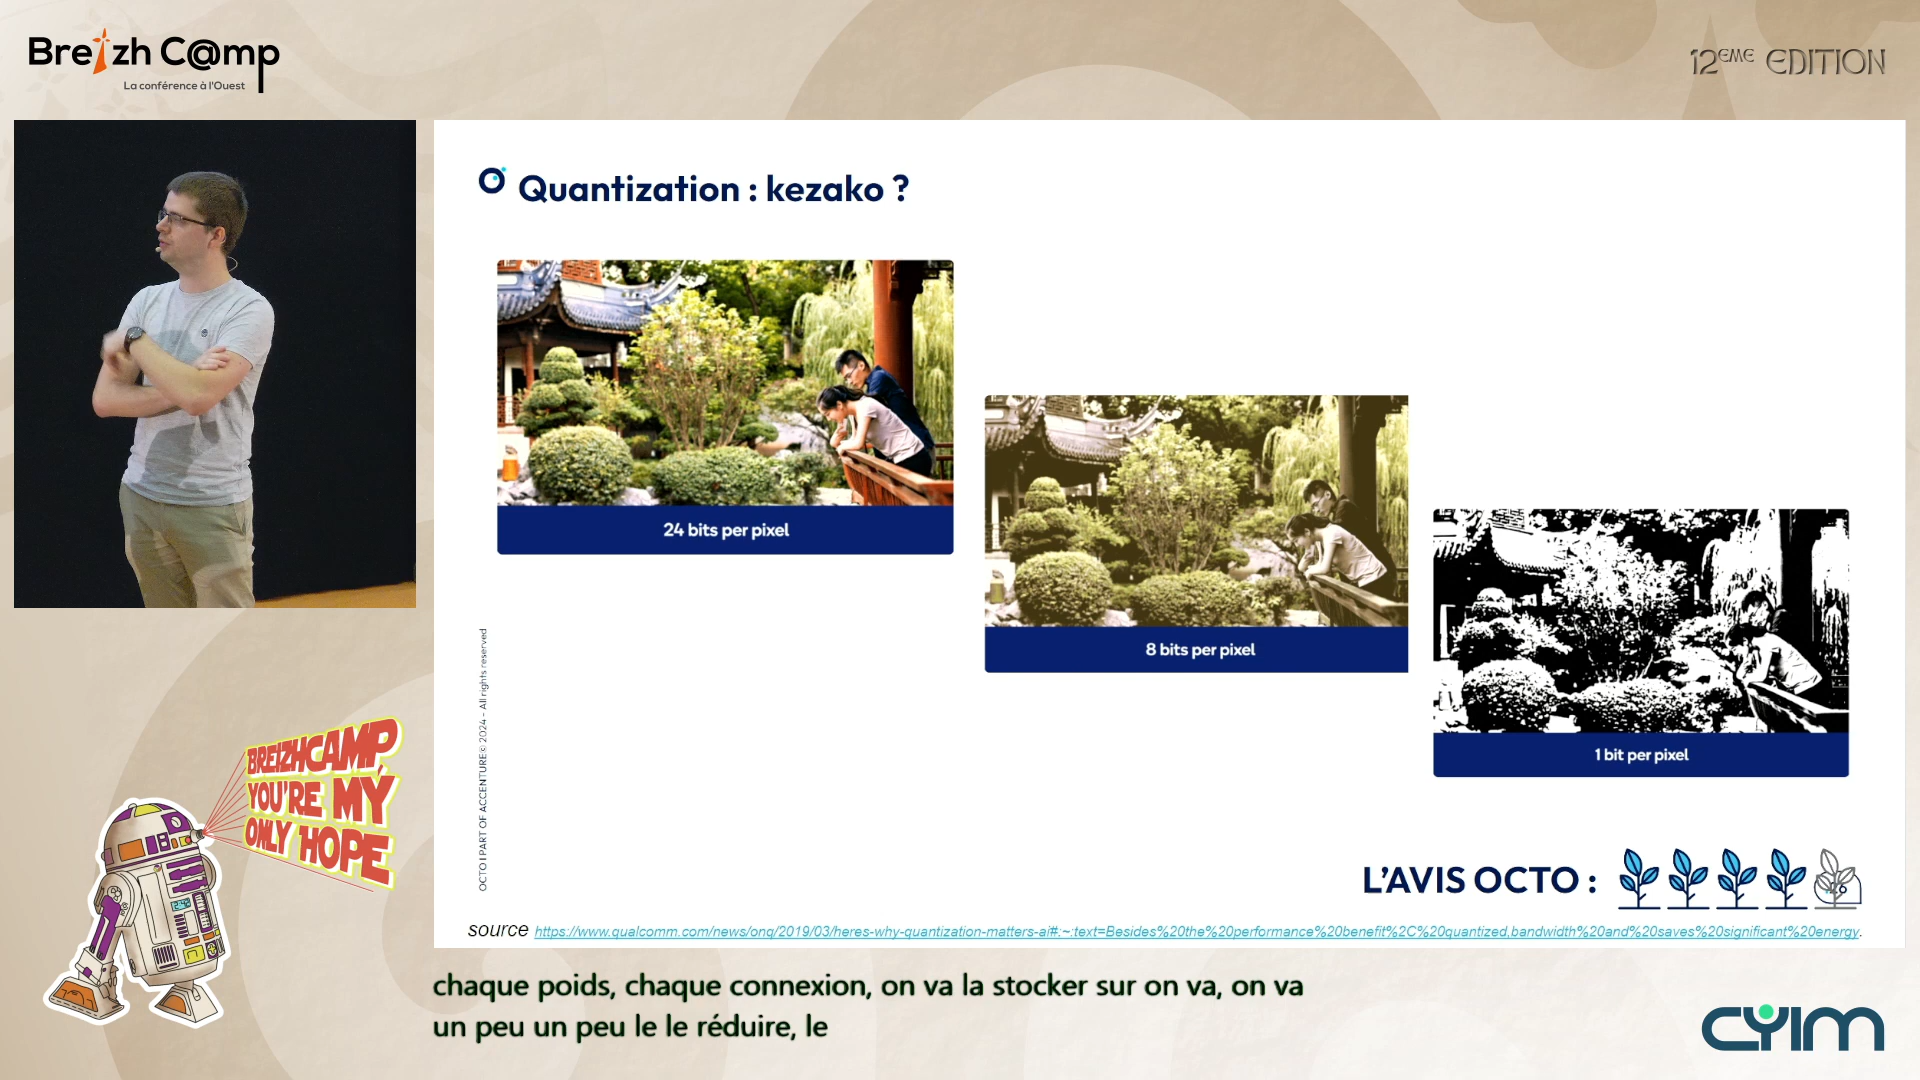 Breizh C@mp
La conférence à l'Ouest
12EME EDITION
Quantization : kezako ?
24 bits per pixel
8 bits per pixel
1 bit per pixel
OCTO I PART OF ACCENTURE© 2024 - All rights reserved
BREIZHCAMP,
YOU'RE MY
ONLY HOPE
L'AVIS OCTO :
source https://www.qualcomm.com/news/onq/2019/03/heres-why-quantization-matters-ai#:~:text=Besides%20the%20performance%20benefit%2C%20quantized,bandwidth%20and%20saves%20significant%20energy.
chaque poids, chaque connexion, on va la stocker sur on va, on va
un peu un peu le le réduire, le
CYIM